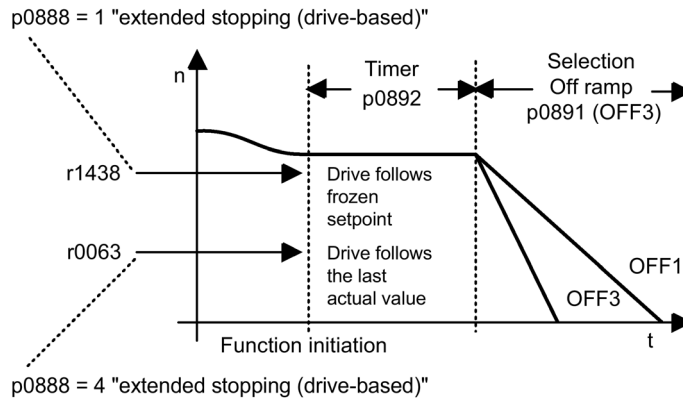 p0888 = 1 "extended stopping (drive-based)"
n
Timer
p0892
Selection
Off ramp
p0891 (OFF3)
r1438
Drive follows
frozen
setpoint
r0063
Drive follows
the last
actual value
OFF3
OFF1
Function initiation
t
p0888 = 4 "extended stopping (drive-based)"